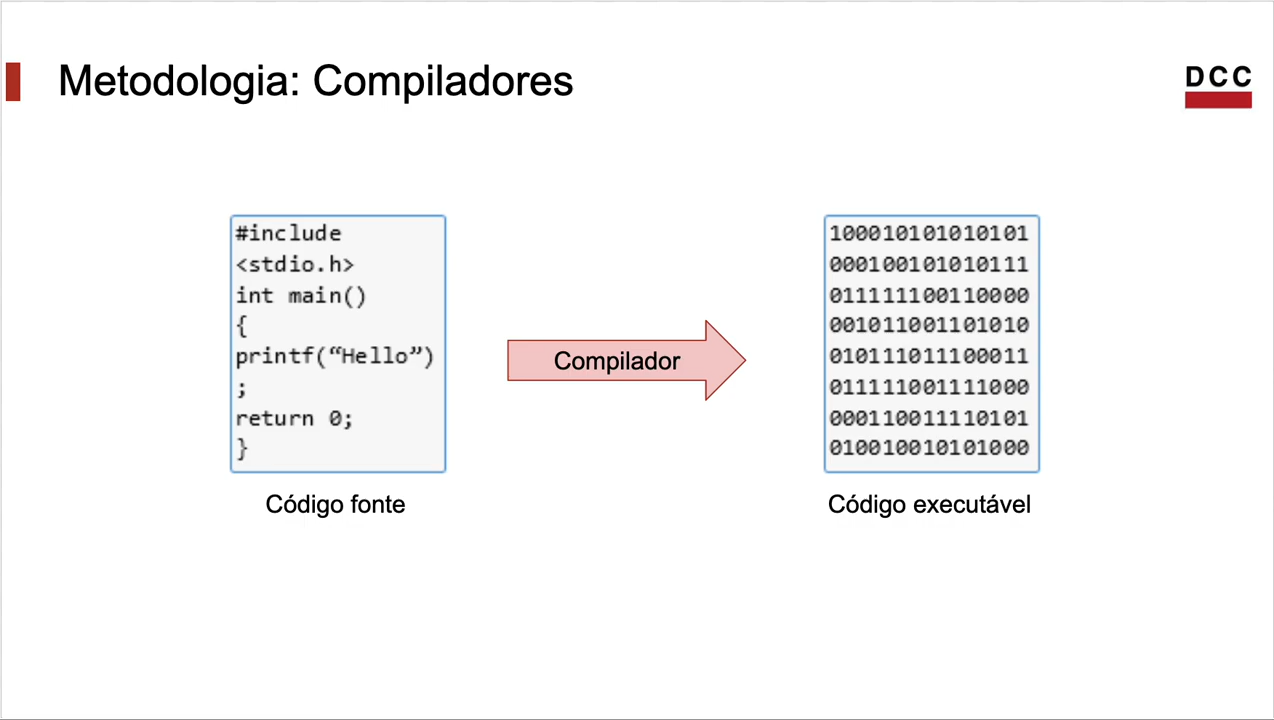 Metodologia: Compiladores
DCC
#include
<stdio.h>
int main()
{
printf(“Hello”)
;
return 0;
}
Código fonte
Compilador
100010101010101
000100101010111
011111100110000
001011001101010
010111011100011
011111001111000
000110011110101
010010010101000
Código executável